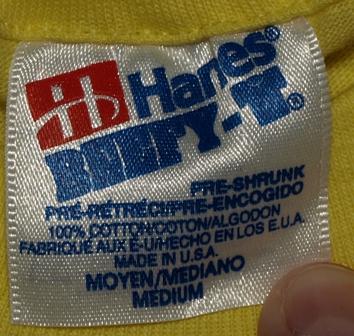 Hanes®
BEEFY-T®
PRE-SHRUNK
PRÉ-RÉTRÉCI/PRE-ENCOGIDO
100% COTTON/COTON/ALGODON
FABRIQUÉ AUX É-U/HECHO EN LOS E.U.A.
MADE IN U.S.A.
MOYEN/MEDIANO
MEDIUM